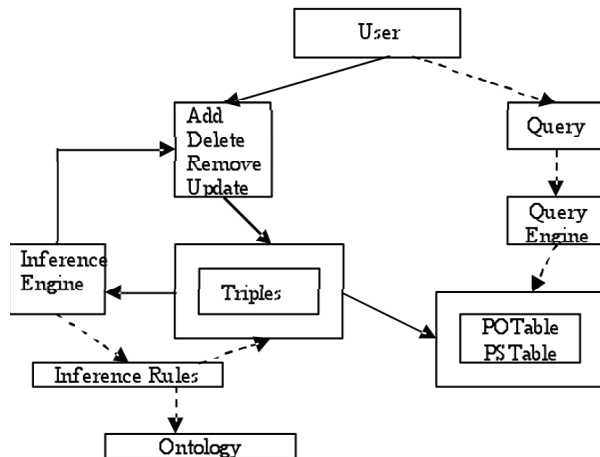 User
Add
Delete
Remove
Update
Query
Query
Engine
Inference
Engine
Triples
POTable
PSTable
Inference Rules
Ontology